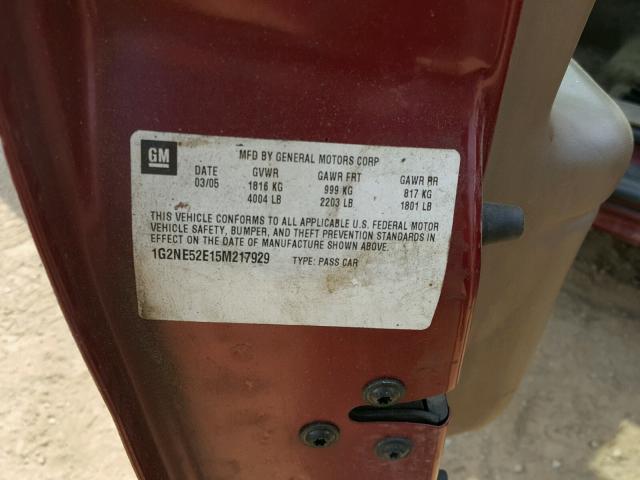 GM
MFD BY GENERAL MOTORS CORP
DATE GVWR GAWR FRT GAWR RR
03/05 1816 KG 999 KG 817 KG
4004 LB 2203 LB 1801 LB
THIS VEHICLE CONFORMS TO ALL APPLICABLE U.S. FEDERAL MOTOR
VEHICLE SAFETY, BUMPER, AND THEFT PREVENTION STANDARDS IN
EFFECT ON THE DATE OF MANUFACTURE SHOWN ABOVE.
1G2NE52E15M217929 TYPE: PASS CAR